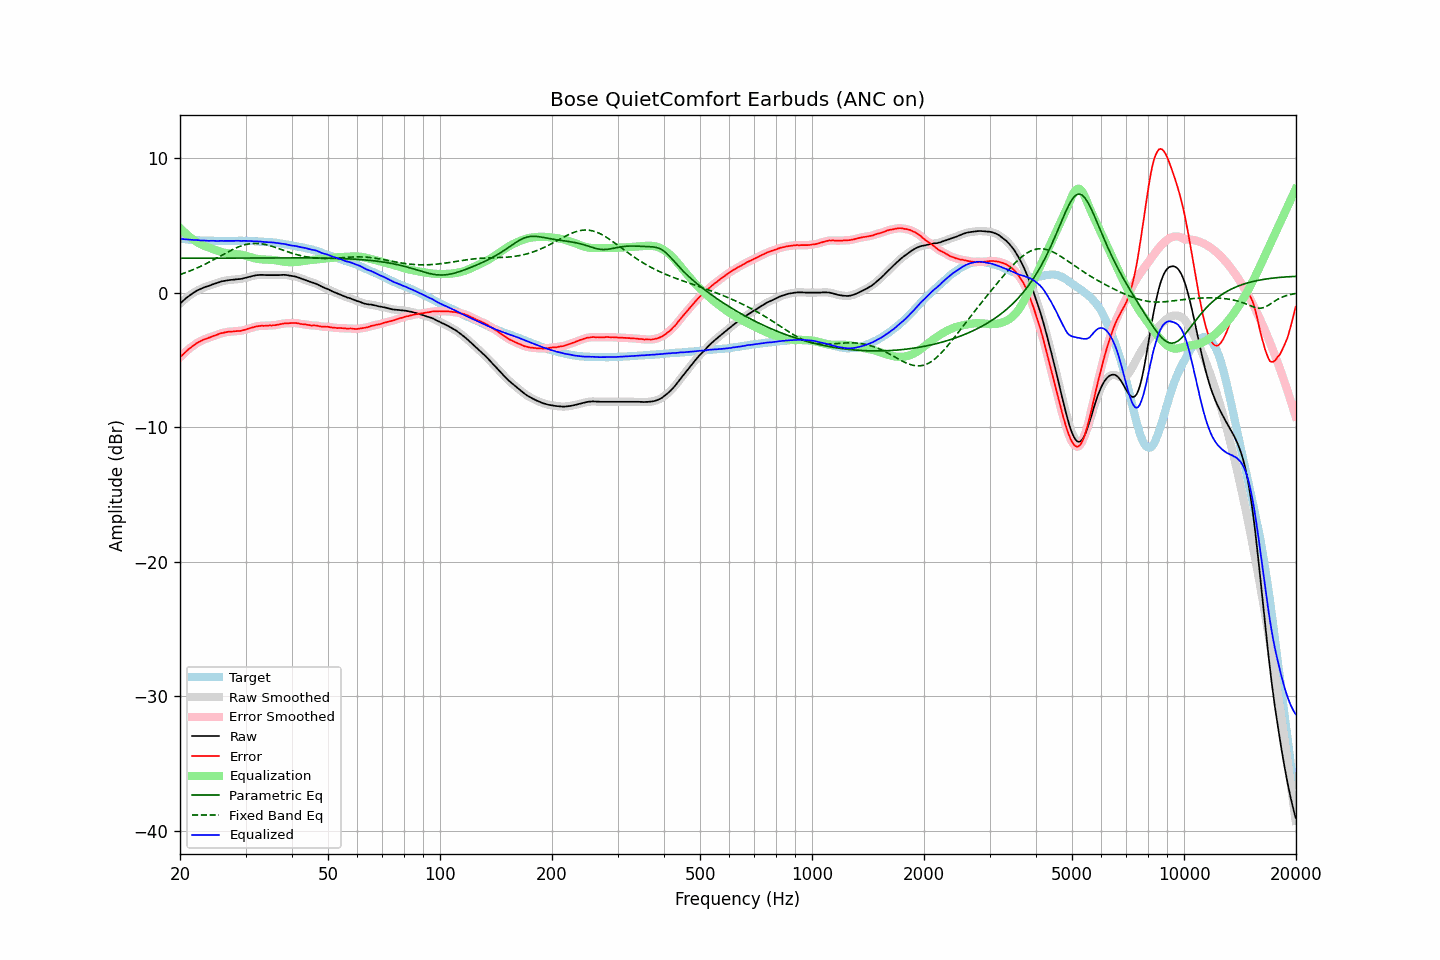 Bose QuietComfort Earbuds (ANC on)
10
0
−10
−20
−30
−40
Amplitude (dBr)
Target
Raw Smoothed
Error Smoothed
Raw
Error
Equalization
Parametric Eq
Fixed Band Eq
Equalized
20 50 100 200 500 1000 2000 5000 10000 20000
Frequency (Hz)